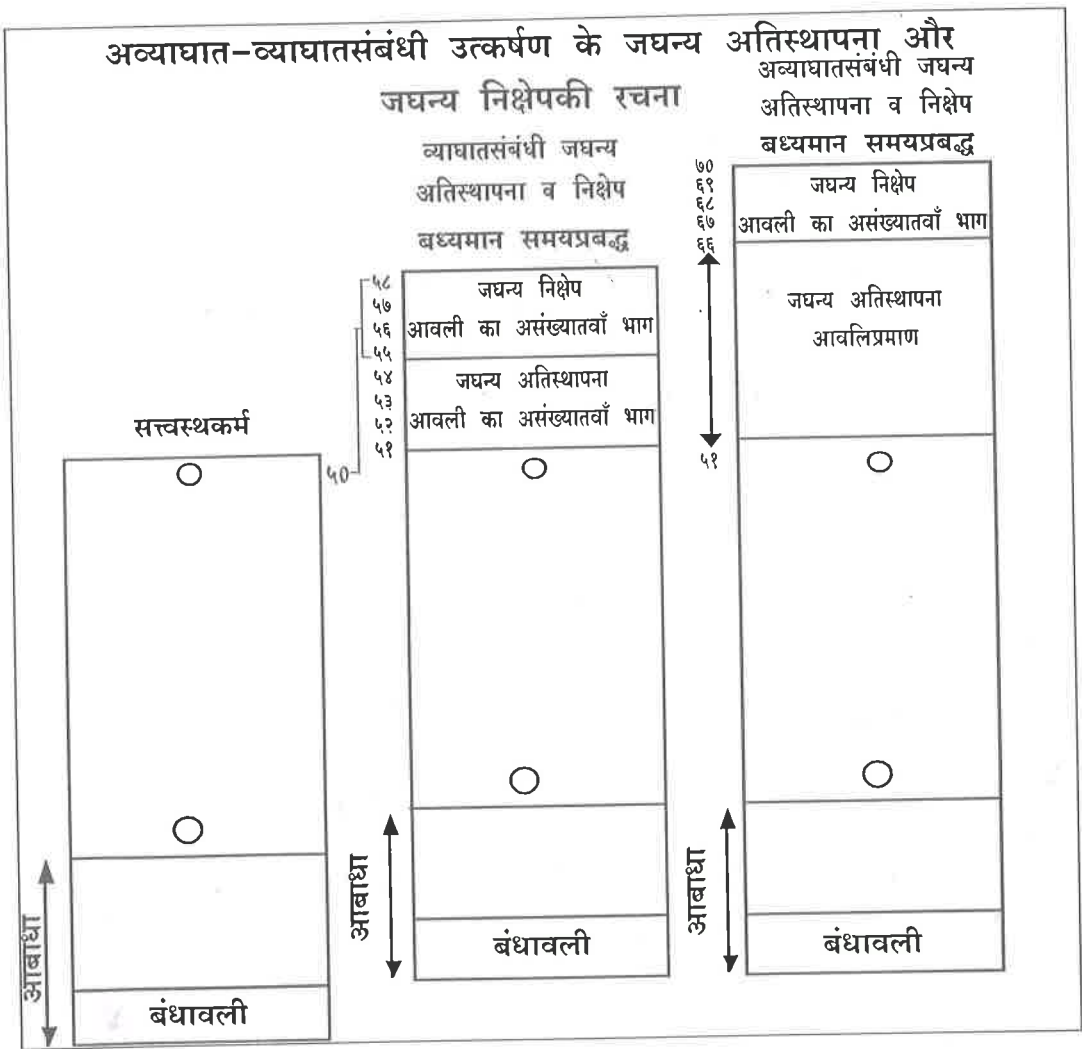 अव्याघात-व्याघातसंबंधी उत्कर्षण के जघन्य अतिस्थापना और
जघन्य निक्षेपकी रचना
सत्त्वस्थकर्म
५०
आबाधा
बंधावली
व्याघातसंबंधी जघन्य
अतिस्थापना व निक्षेप
बध्यमान समयप्रबद्ध
५८
५७
५६
५५
५४
५३
५२
५१
जघन्य निक्षेप
आवली का असंख्यातवाँ भाग
जघन्य अतिस्थापना
आवली का असंख्यातवाँ भाग
आबाधा
बंधावली
अव्याघातसंबंधी जघन्य
अतिस्थापना व निक्षेप
बध्यमान समयप्रबद्ध
७०
६९
६८
६७
६६
जघन्य निक्षेप
आवली का असंख्यातवाँ भाग
जघन्य अतिस्थापना
आवलिप्रमाण
५१
आबाधा
बंधावली